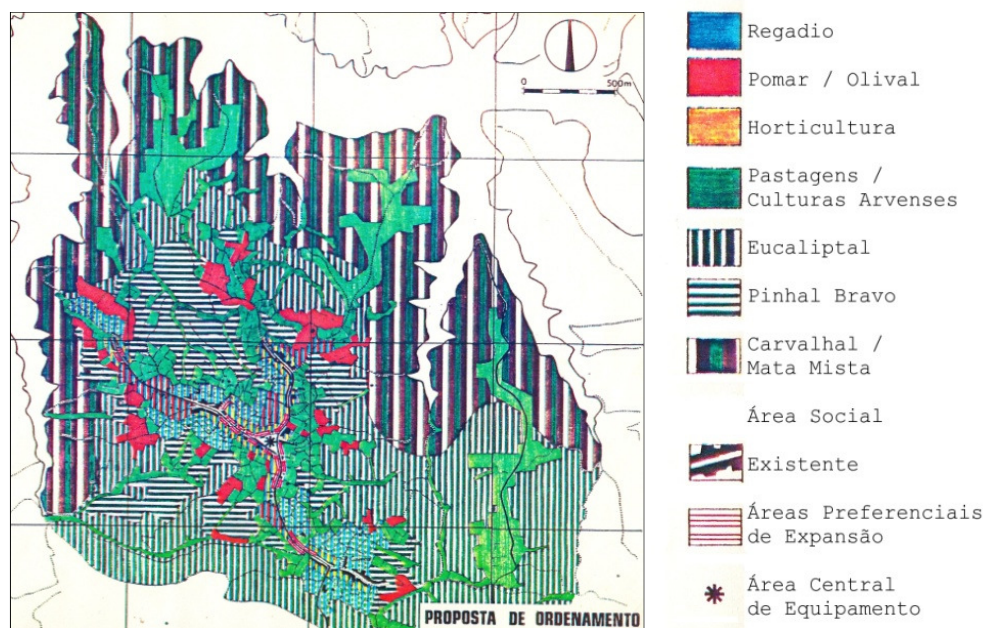 0 500m
PROPOSTA DE ORDENAMENTO
Regadio
Pomar / Olival
Horticultura
Pastagens /
Culturas Arvenses
Eucaliptal
Pinhal Bravo
Carvalhal /
Mata Mista
Área Social
Existente
Áreas Preferenciais
de Expansão
Área Central
de Equipamento